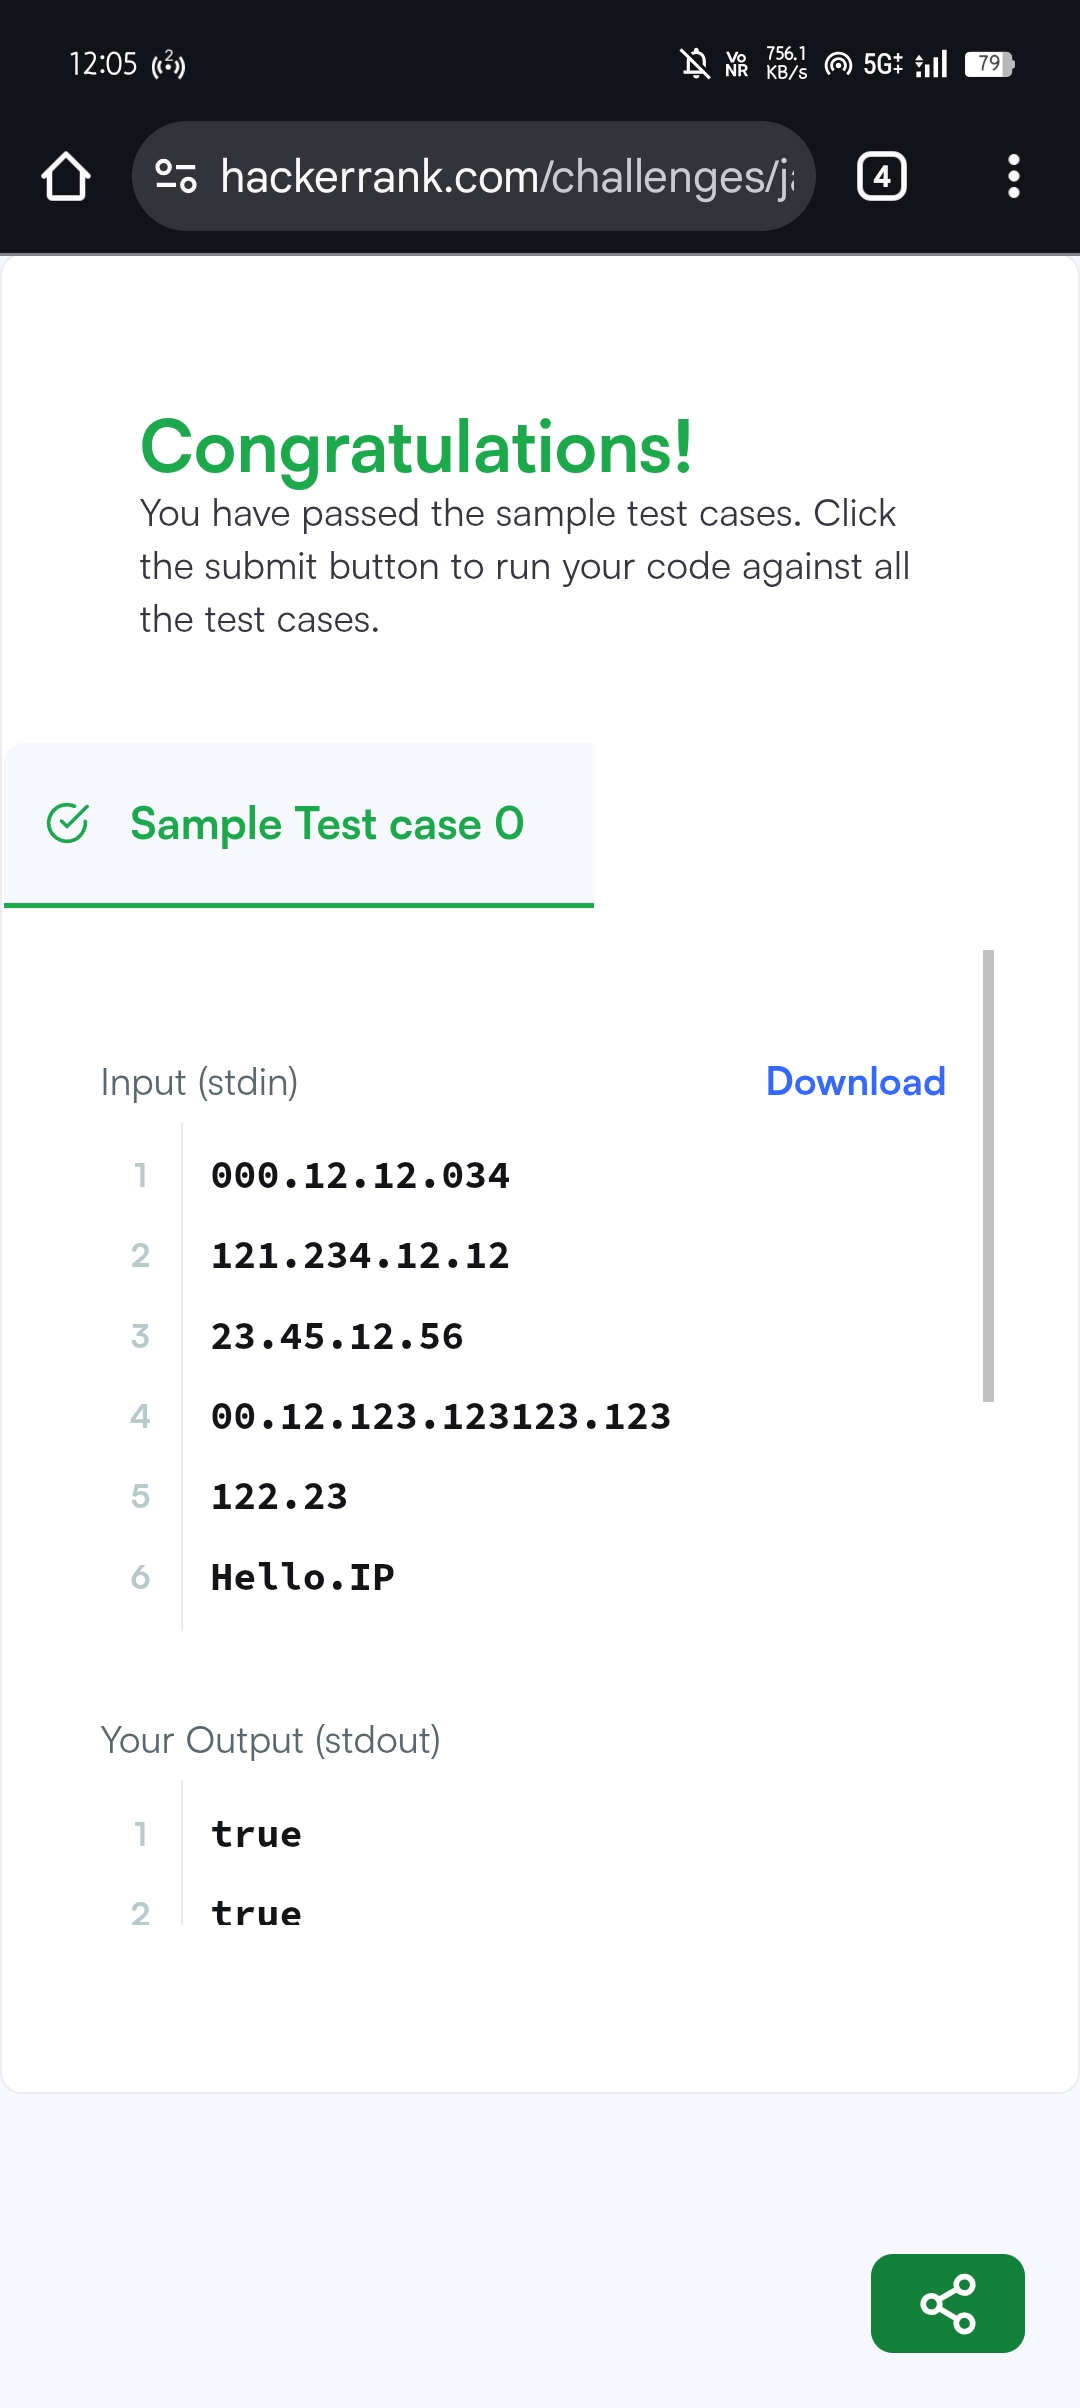 12:05 2 Vo NR 756.1 KB/s 5G 79
hackerrank.com/challenges/j
4
Congratulations!
You have passed the sample test cases. Click
the submit button to run your code against all
the test cases.
Sample Test case 0
Input (stdin) Download
1 000.12.12.034
2 121.234.12.12
3 23.45.12.56
4 00.12.123.123123.123
5 122.23
6 Hello.IP
Your Output (stdout)
1 true
2 true